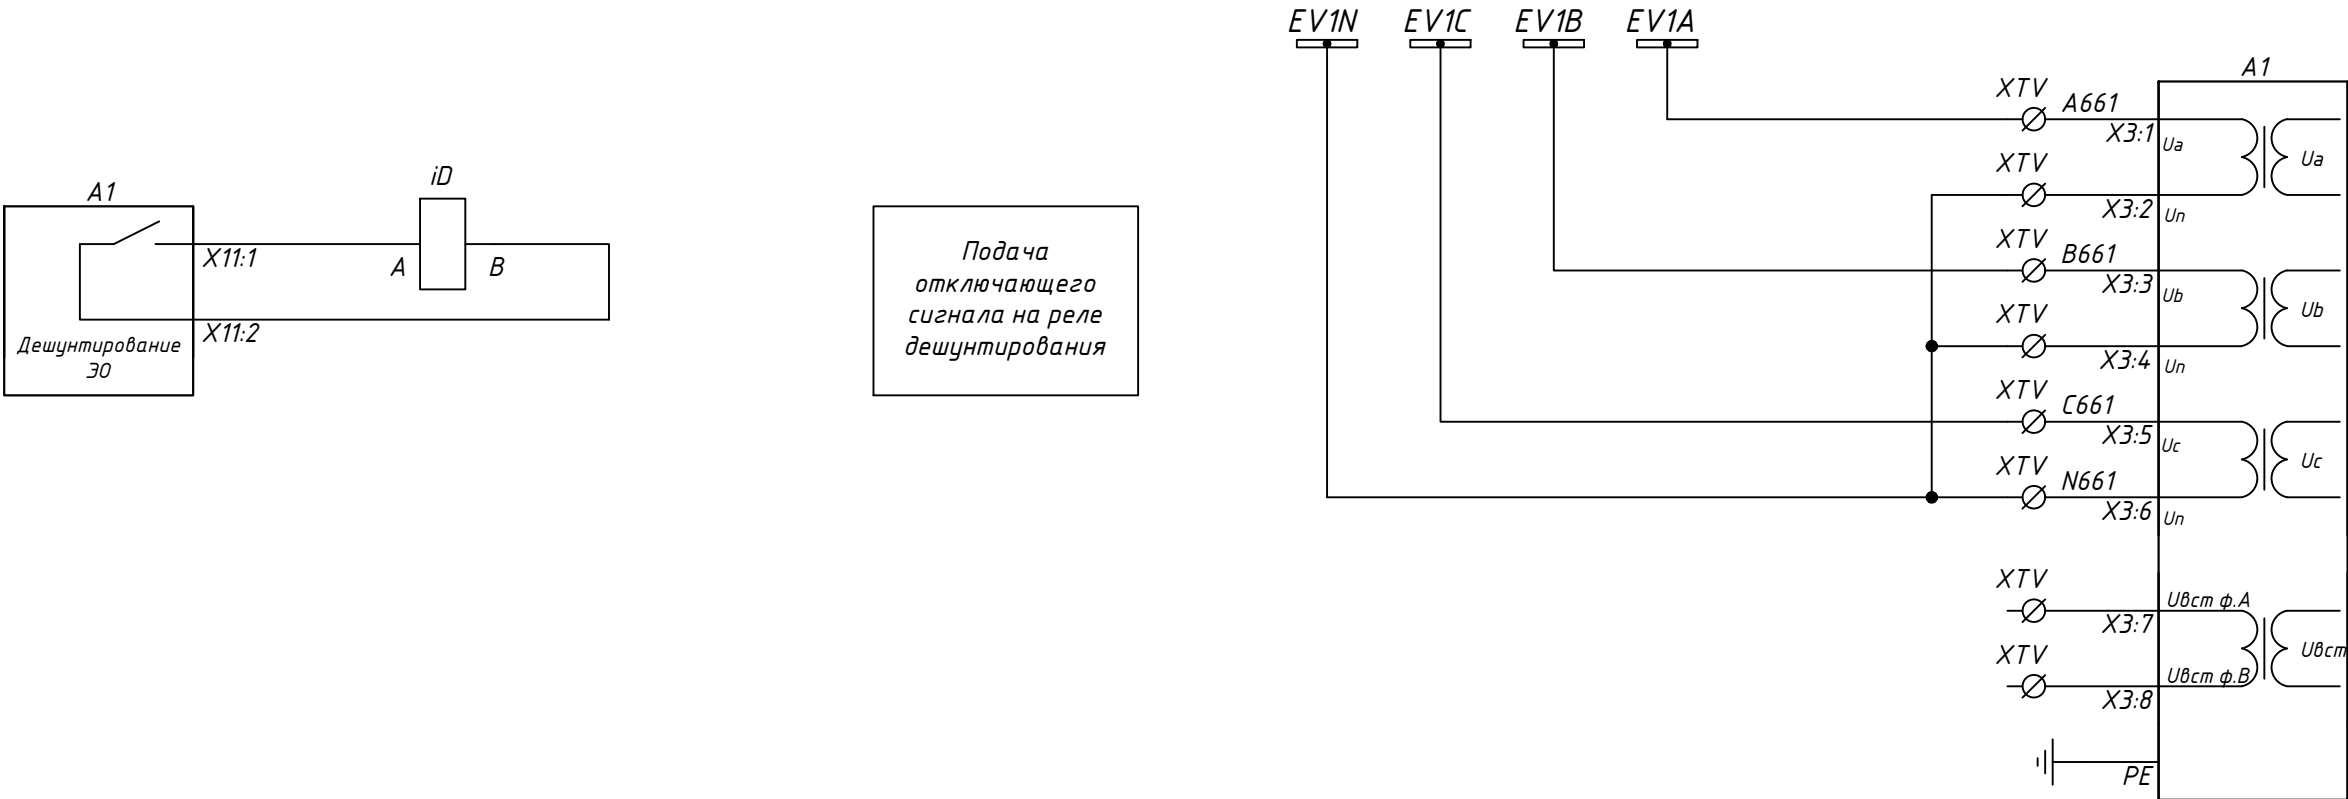 EV1N
EV1C
EV1B
EV1A
A1
iD
X11:1
A
B
X11:2
Дешунтирование
ЭО
Подача
отключающего
сигнала на реле
дешунтирования
A1
XTV
A661
X3:1
Ua
Ua
XTV
X3:2
Un
XTV
B661
X3:3
Ub
Ub
XTV
X3:4
Un
XTV
C661
X3:5
Uc
Uc
XTV
N661
X3:6
Un
XTV
Uвст ф.А
X3:7
Uвст
XTV
Uвст ф.В
X3:8
PE